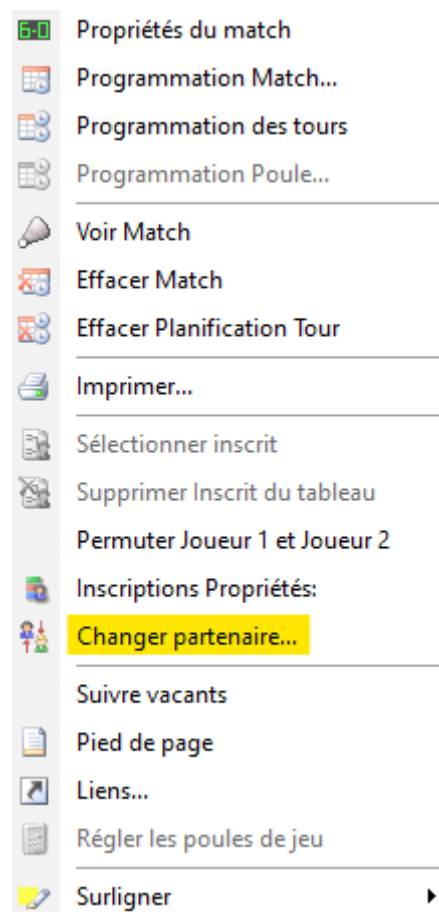 6-0 Propriétés du match
Programmation Match...
Programmation des tours
Programmation Poule...
Voir Match
Effacer Match
Effacer Planification Tour
Imprimer...
Sélectionner inscrit
Supprimer Inscrit du tableau
Permuter Joueur 1 et Joueur 2
Inscriptions Propriétés:
Changer partenaire...
Suivre vacants
Pied de page
Liens...
Régler les poules de jeu
Surligner